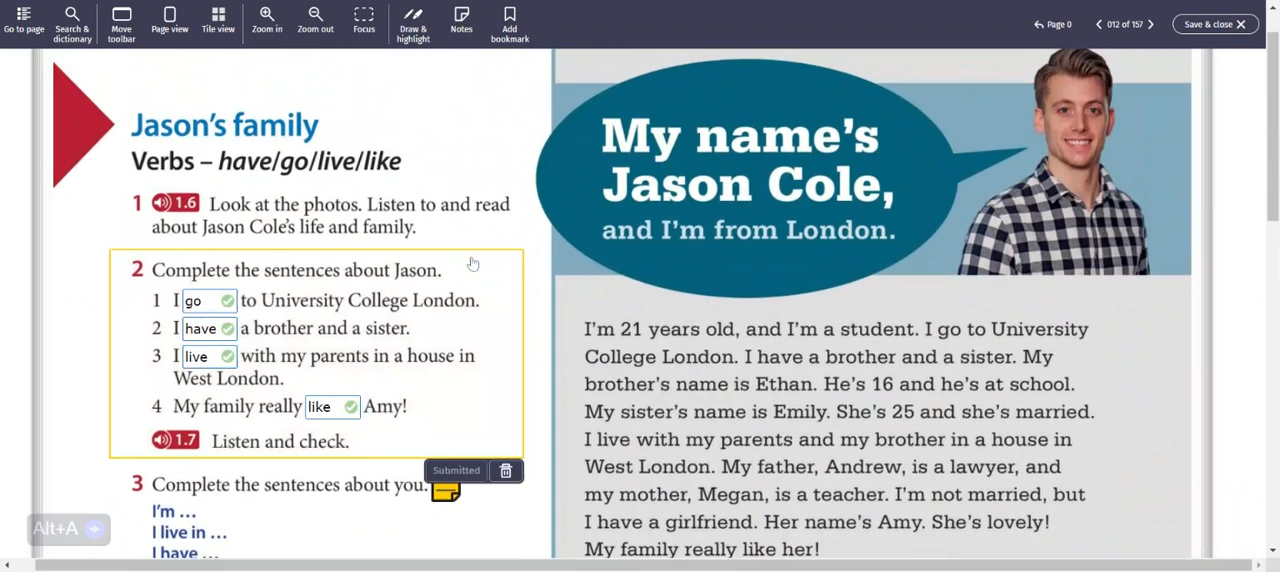 Go to page
Search & dictionary
Move toolbar
Page view
Tile view
Zoom in
Zoom out
Focus
Draw & highlight
Notes
Add bookmark
Page 0
012 of 157
Save & close
Jason's family
Verbs – have/go/live/like
1 1.6 Look at the photos. Listen to and read
about Jason Cole's life and family.
2 Complete the sentences about Jason.
1 I go to University College London.
2 I have a brother and a sister.
3 I live with my parents in a house in
West London.
4 My family really like Amy!
1.7 Listen and check.
Submitted
3 Complete the sentences about you.
I'm …
I live in …
I have …
Alt+A
My name's
Jason Cole,
and I'm from London.
I'm 21 years old, and I'm a student. I go to University
College London. I have a brother and a sister. My
brother's name is Ethan. He's 16 and he's at school.
My sister's name is Emily. She's 25 and she's married.
I live with my parents and my brother in a house in
West London. My father, Andrew, is a lawyer, and
my mother, Megan, is a teacher. I'm not married, but
I have a girlfriend. Her name's Amy. She's lovely!
My family really like her!